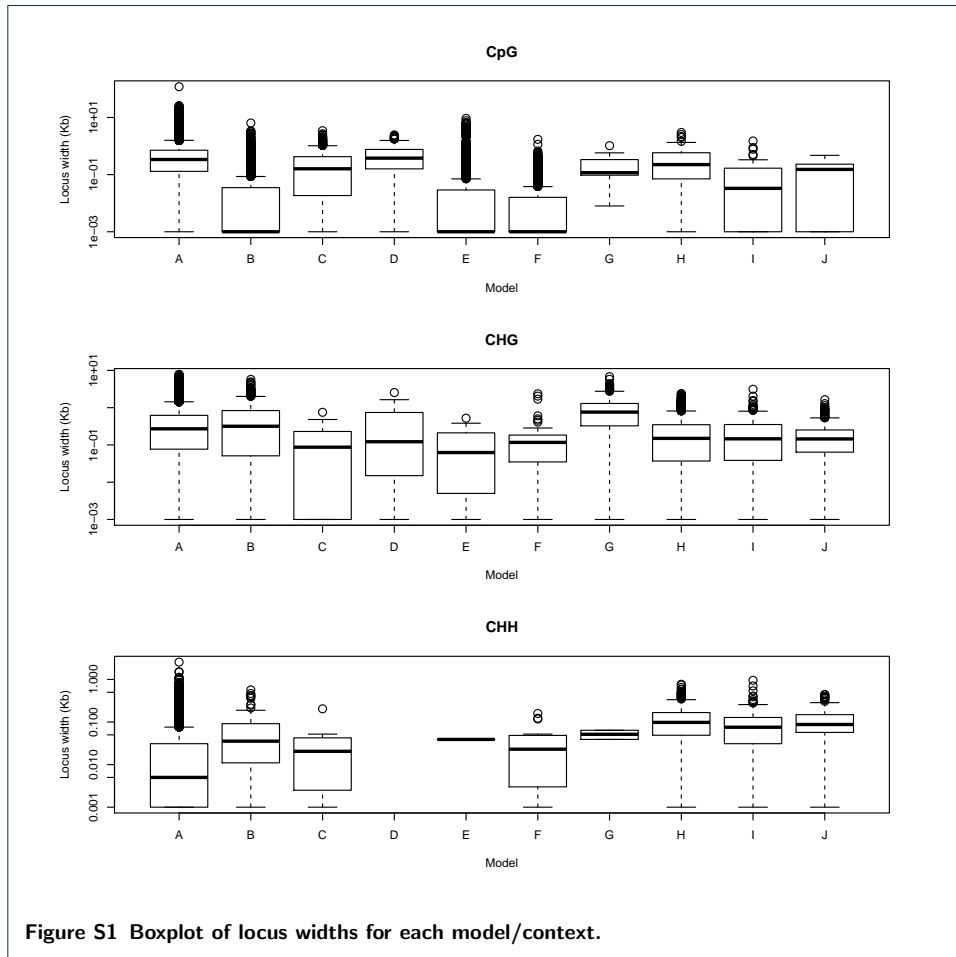 CpG
Locus width (Kb)
1e+01
1e−01
1e−03
A B C D E F G H I J
Model
CHG
Locus width (Kb)
1e+01
1e−01
1e−03
A B C D E F G H I J
Model
CHH
Locus width (Kb)
1.000
0.100
0.010
0.001
A B C D E F G H I J
Model
Figure S1 Boxplot of locus widths for each model/context.